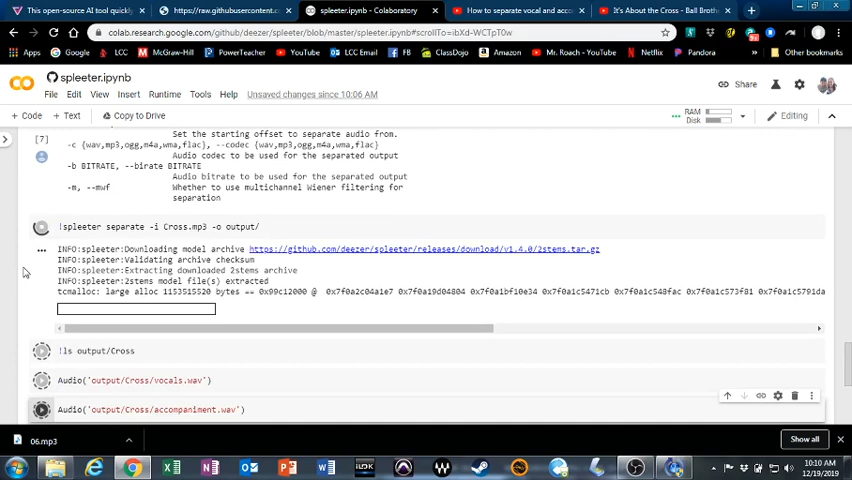 This open-source AI tool quickly
https://raw.githubusercontent.co
spleeter.ipynb - Colaboratory
How to separate vocal and acco
It's About the Cross - Ball Broth
colab.research.google.com/github/deezer/spleeter/blob/master/spleeter.ipynb#scrollTo=ibXd-WCTpT0w
Apps
Google
LCC
McGraw-Hill
PowerTeacher
YouTube
LCC Email
FB
ClassDojo
Amazon
Mr. Roach - YouTube
Netflix
Pandora
Other bookmarks
spleeter.ipynb
Share
File Edit View Insert Runtime Tools Help Unsaved changes since 10:06 AM
+ Code + Text Copy to Drive
RAM
Disk
Editing
Set the starting offset to separate audio from.
[7]
-c {wav,mp3,ogg,m4a,wma,flac}, --codec {wav,mp3,ogg,m4a,wma,flac}
Audio codec to be used for the separated output
-b BITRATE, --birate BITRATE
Audio bitrate to be used for the separated output
-m, --mwf Whether to use multichannel Wiener filtering for
separation
!spleeter separate -i Cross.mp3 -o output/
INFO:spleeter:Downloading model archive https://github.com/deezer/spleeter/releases/download/v1.4.0/2stems.tar.gz
INFO:spleeter:Validating archive checksum
INFO:spleeter:Extracting downloaded 2stems archive
INFO:spleeter:2stems model file(s) extracted
tcmalloc: large alloc 1153515520 bytes == 0x99c12000 @ 0x7f0a2c04a1e7 0x7f0a19d04804 0x7f0a1bf10e34 0x7f0a1c5471cb 0x7f0a1c548fac 0x7f0a1c573f81 0x7f0a1c5791da
!ls output/Cross
Audio('output/Cross/vocals.wav')
Audio('output/Cross/accompaniment.wav')
06.mp3
Show all
10:10 AM
12/19/2019